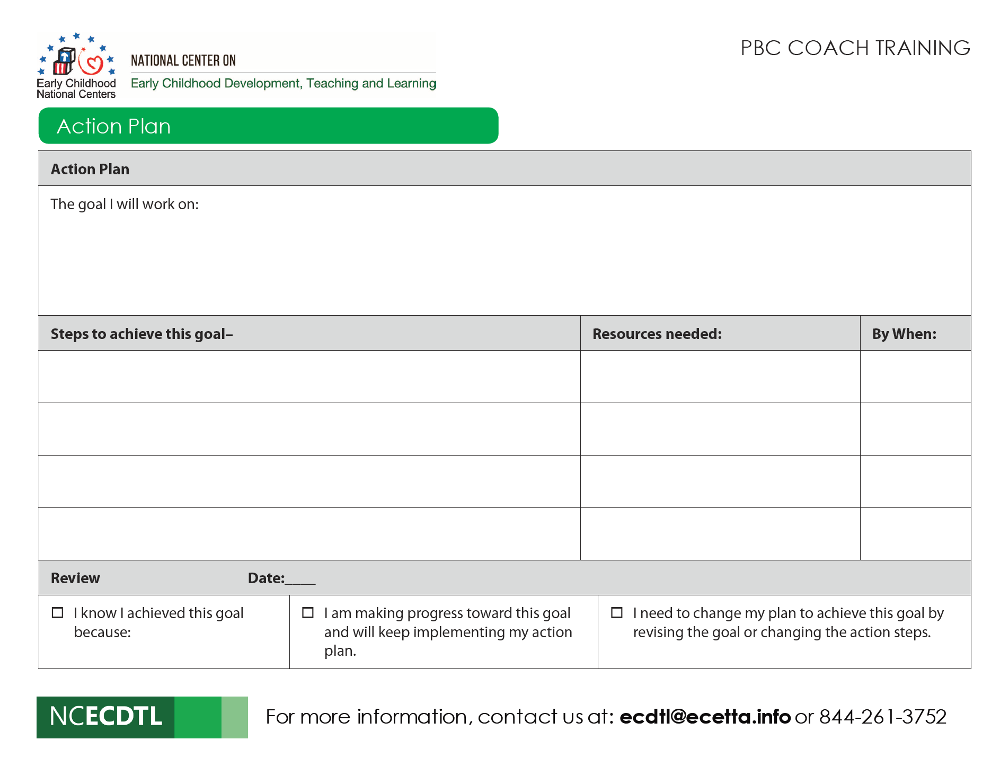 PBC COACH TRAINING
NATIONAL CENTER ON
Early Childhood Development, Teaching and Learning
Early Childhood
National Centers
Action Plan
Action Plan
The goal I will work on:
Steps to achieve this goal–
Resources needed:
By When:
Review Date:____
I know I achieved this goal
because:
I am making progress toward this goal
and will keep implementing my action
plan.
I need to change my plan to achieve this goal by
revising the goal or changing the action steps.
NCECDTL
For more information, contact us at: ecdtl@ecetta.info or 844-261-3752